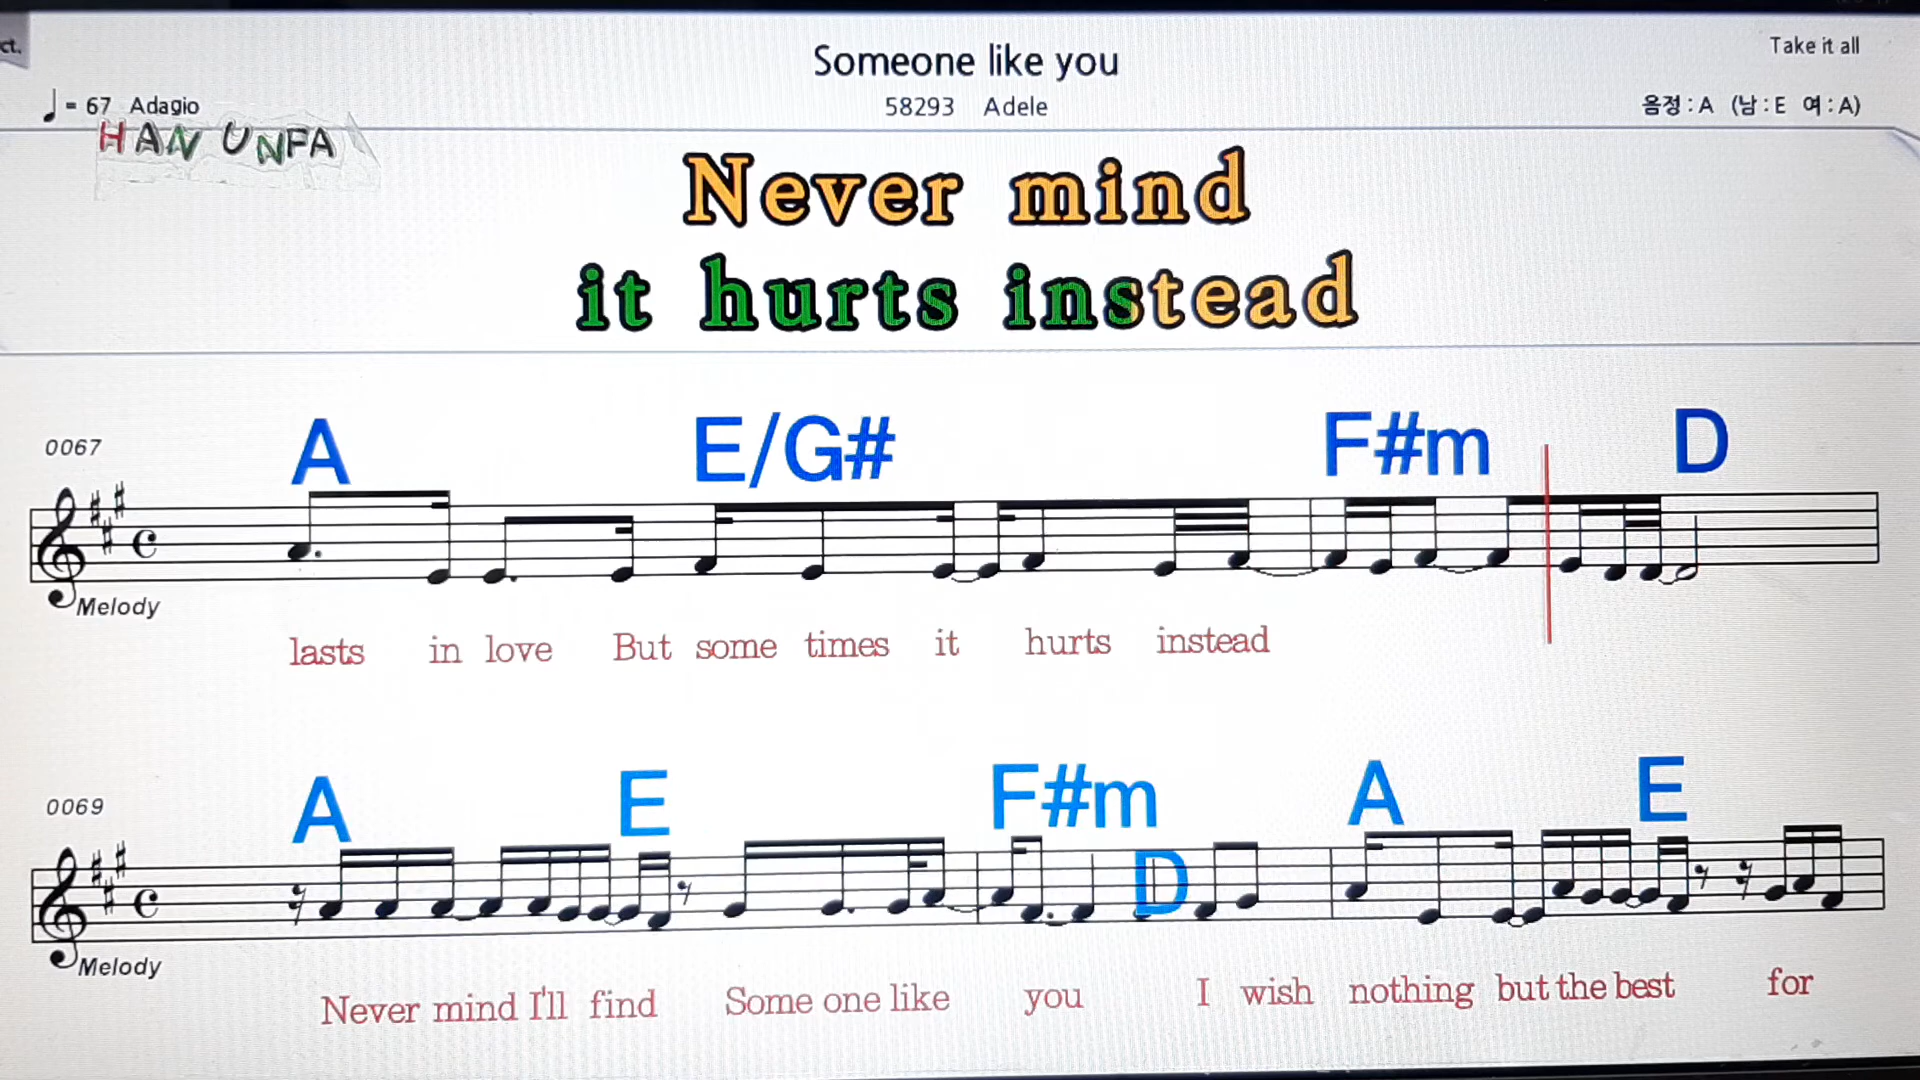 ct.
Someone like you
Take it all
♩ = 67 Adagio
58293 Adele
음정 : A (남 : E 여 : A)
HAN UNFA
Never mind
it hurts instead
A E/G# F#m D
0067
Melody
lasts in love But some times it hurts instead
A E F#m D A E
0069
Melody
Never mind I'll find Some one like you I wish nothing but the best for